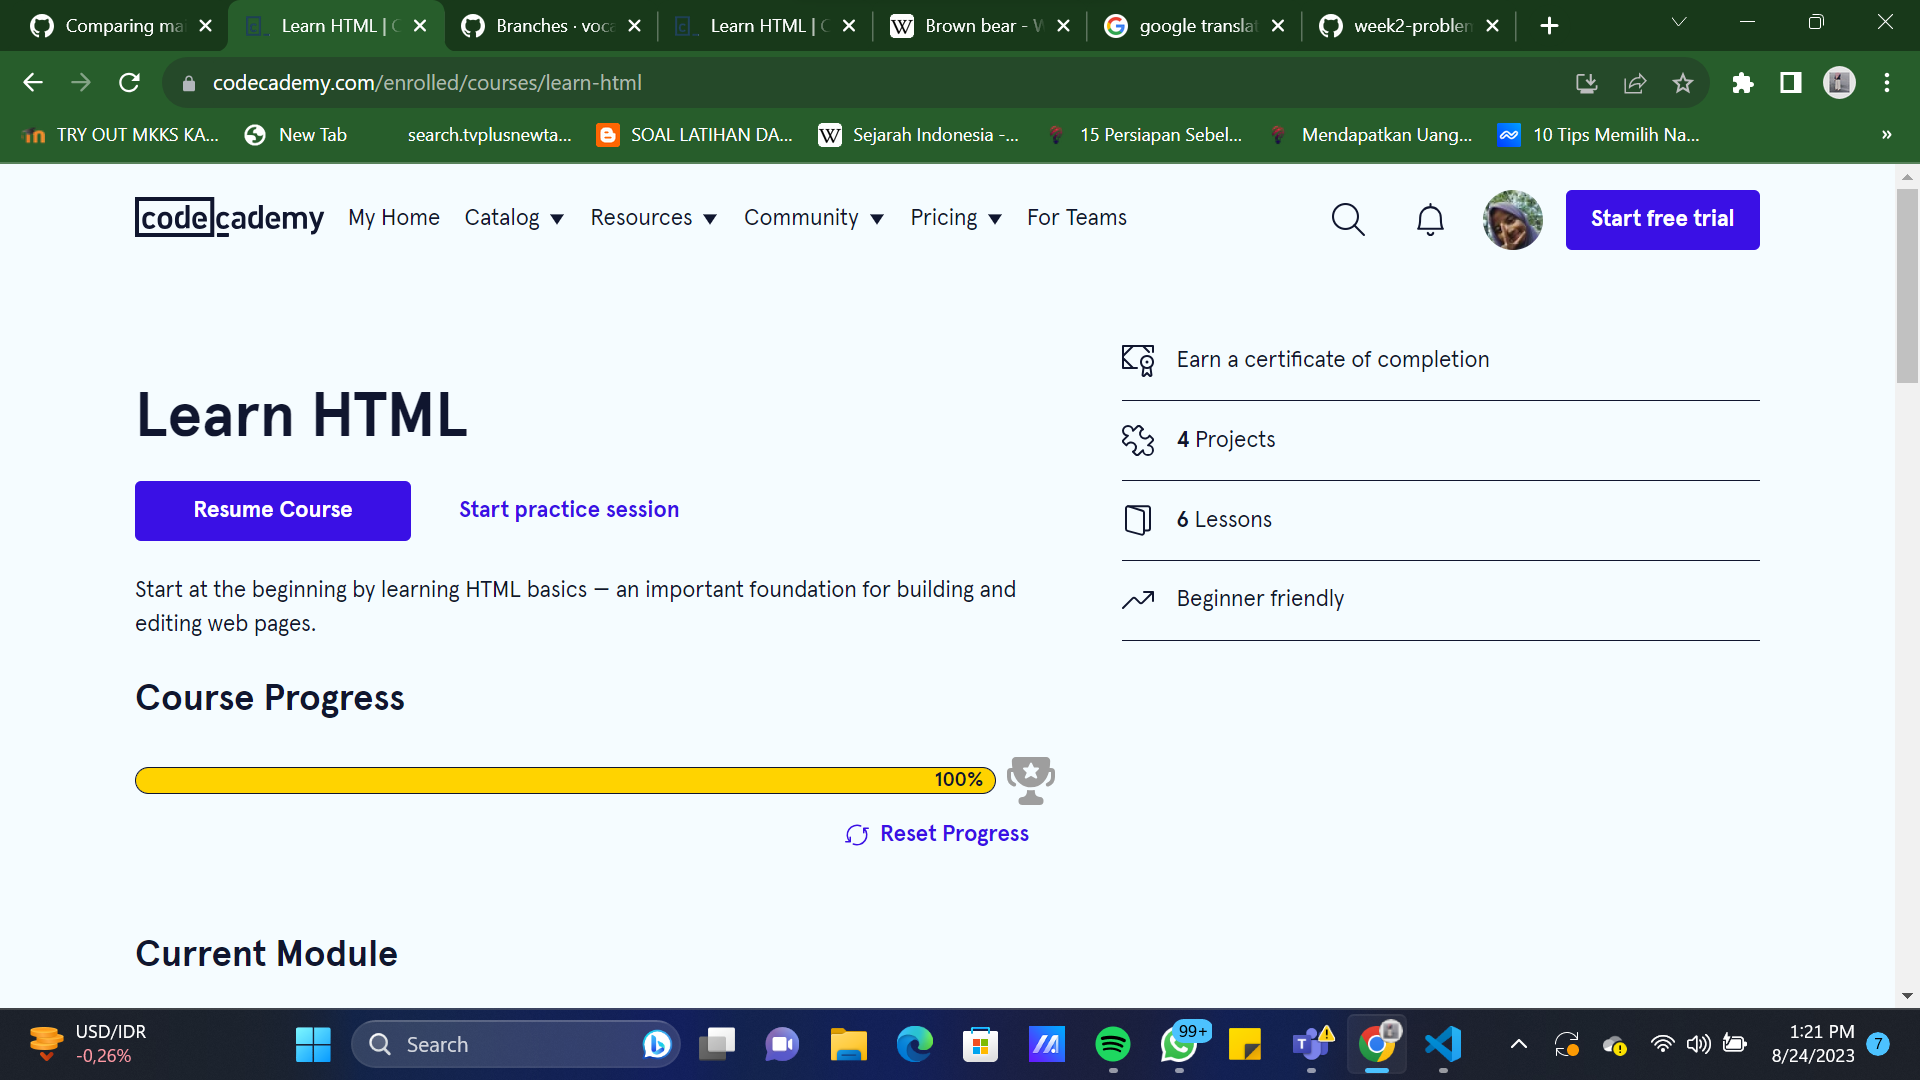 Comparing mai
Learn HTML | C
Branches · voca
Learn HTML | C
Brown bear - W
google translat
week2-problem
codecademy.com/enrolled/courses/learn-html
TRY OUT MKKS KA...
New Tab
search.tvplusnewta...
SOAL LATIHAN DA...
Sejarah Indonesia -...
15 Persiapan Sebel...
Mendapatkan Uang...
10 Tips Memilih Na...
»
codecademy
My Home
Catalog
Resources
Community
Pricing
For Teams
Start free trial
Earn a certificate of completion
4 Projects
6 Lessons
Beginner friendly
Learn HTML
Resume Course
Start practice session
Start at the beginning by learning HTML basics — an important foundation for building and
editing web pages.
Course Progress
100%
Reset Progress
Current Module
USD/IDR
-0,26%
Search
99+
1:21 PM
8/24/2023
7